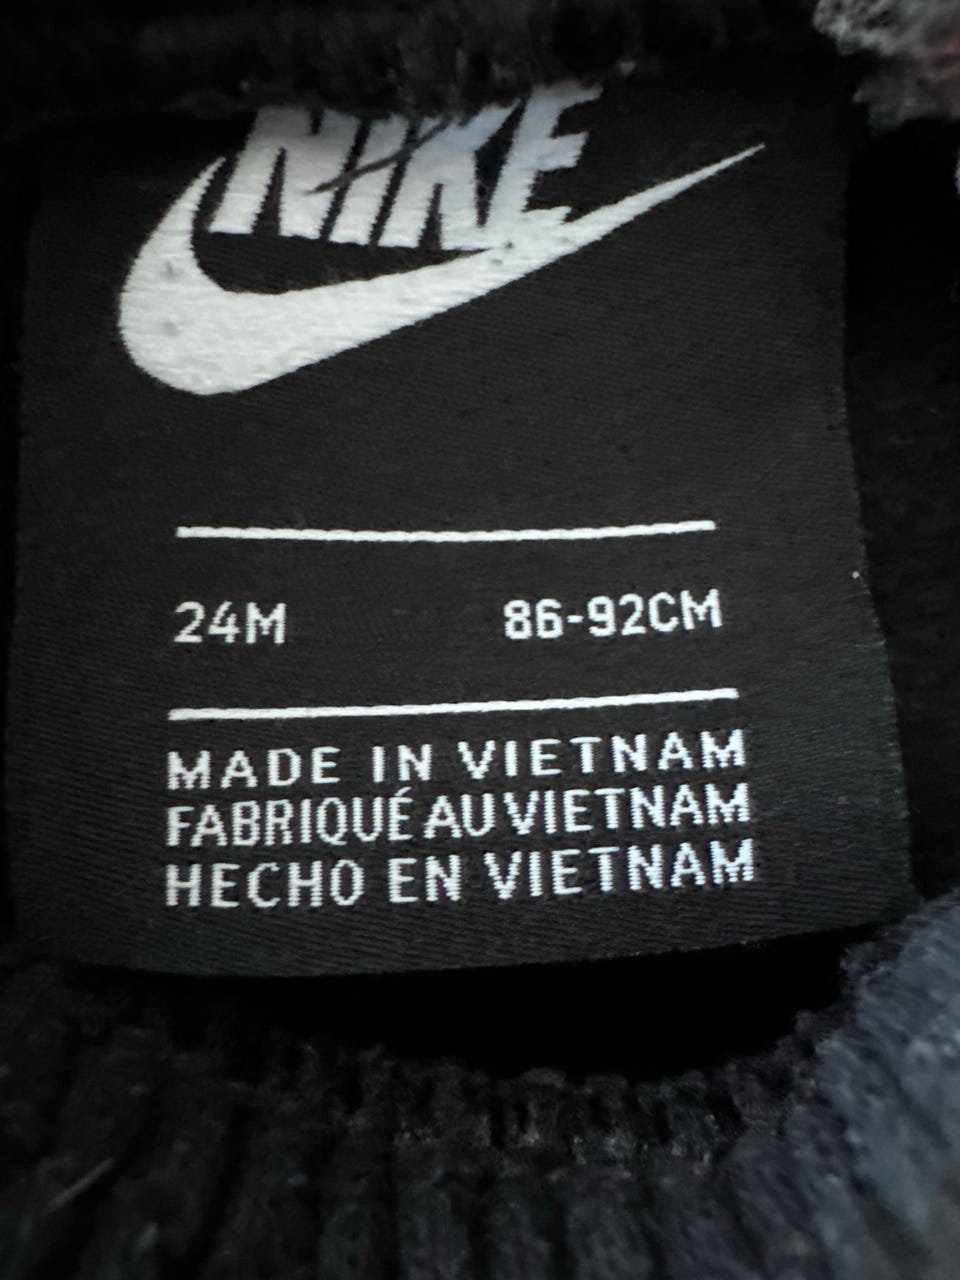 NIKE
24M 86-92CM
MADE IN VIETNAM
FABRIQUÉ AU VIETNAM
HECHO EN VIETNAM